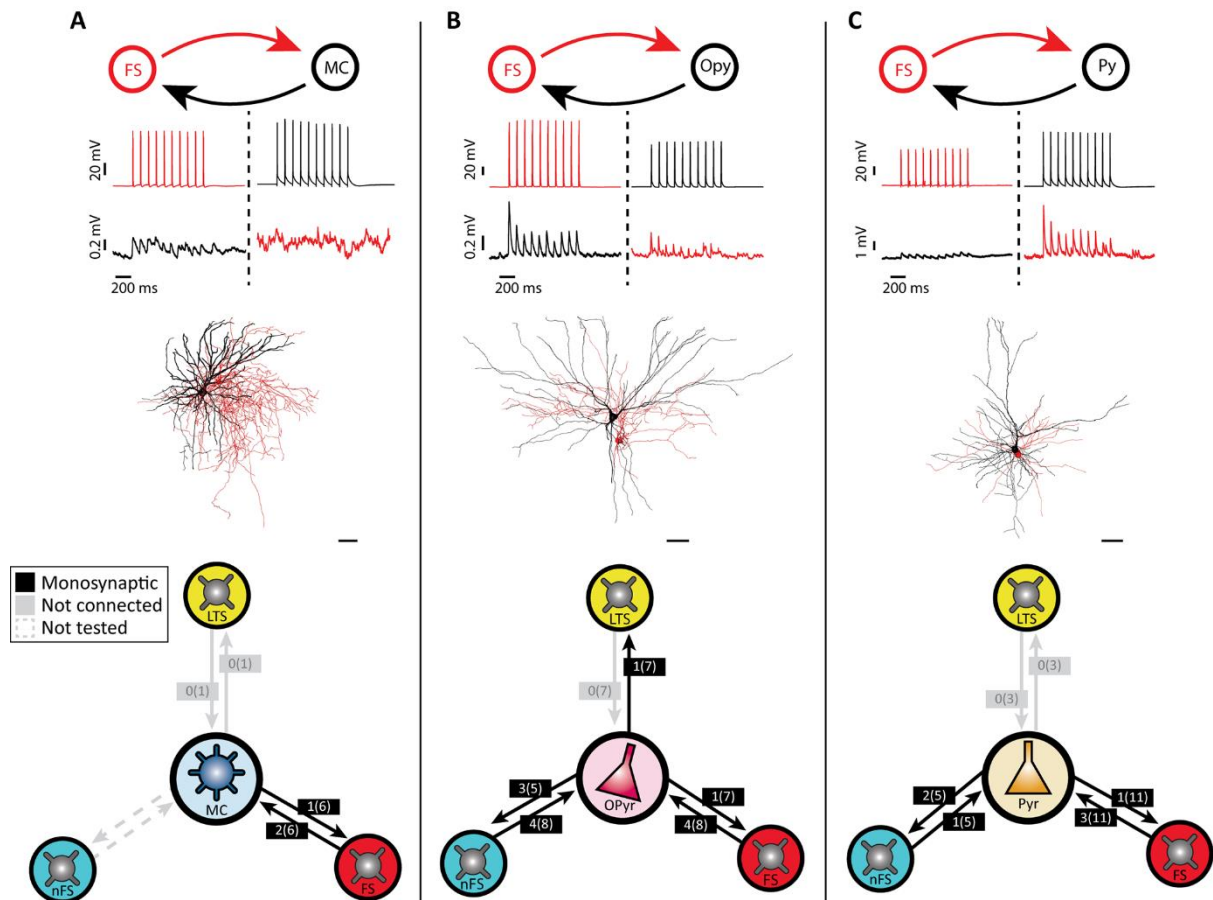 A
FS
MC
20 mV
0.2 mV
200 ms
B
FS
Opy
20 mV
0.2 mV
200 ms
C
FS
Py
20 mV
1 mV
200 ms
Monosynaptic
Not connected
Not tested
LTS
0(1)
0(1)
MC
1(6)
2(6)
nFS
FS
LTS
1(7)
0(7)
OPyr
3(5)
1(7)
4(8)
4(8)
nFS
FS
LTS
0(3)
0(3)
Pyr
2(5)
1(11)
1(5)
3(11)
nFS
FS